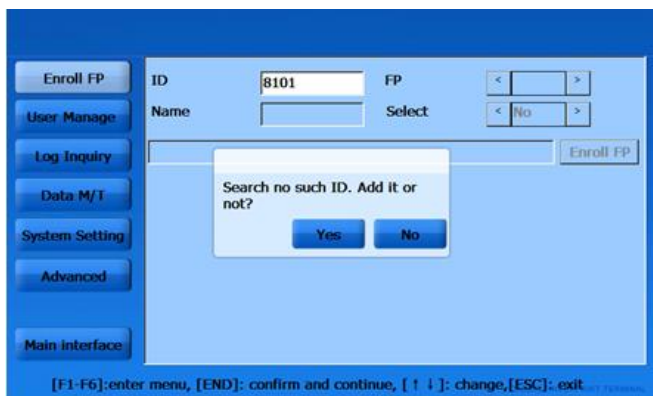 Enroll FP
ID
8101
FP
<
>
User Manage
Name
Select
<
No
>
Log Inquiry
Enroll FP
Data M/T
Search no such ID. Add it or
not?
Yes
No
System Setting
Advanced
Main interface
[F1-F6]:enter menu, [END]: confirm and continue, [ ↑ ↓ ]: change,[ESC]: exit